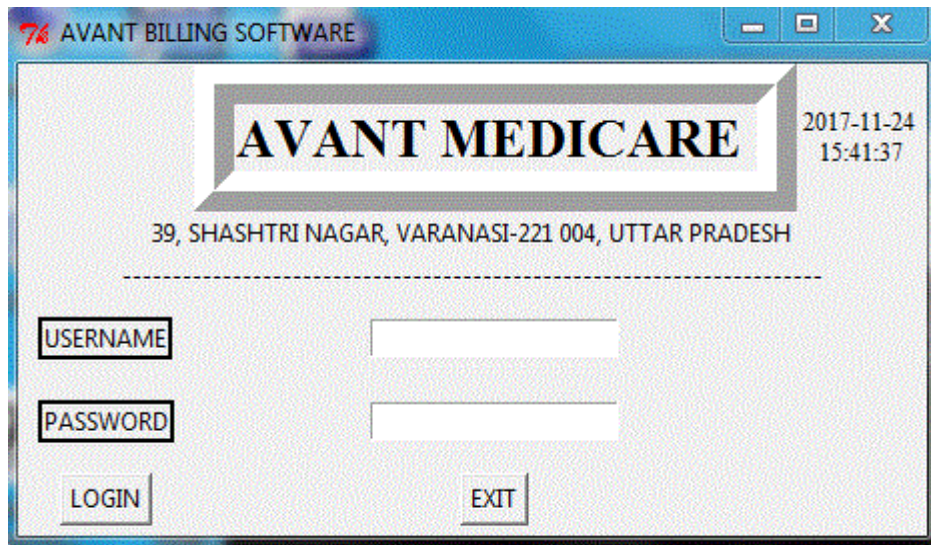 AVANT BILLING SOFTWARE
AVANT MEDICARE
2017-11-24
15:41:37
39, SHASHTRI NAGAR, VARANASI-221 004, UTTAR PRADESH
----------------------------------------------------------------------
USERNAME
PASSWORD
LOGIN EXIT